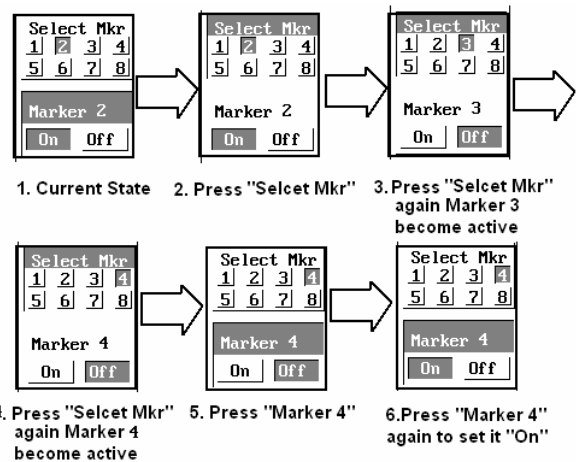 Select Mkr
1 2 3 4
5 6 7 8
Marker 2
On Off
1. Current State
Select Mkr
1 2 3 4
5 6 7 8
Marker 2
On Off
2. Press "Selcet Mkr"
Select Mkr
1 2 3 4
5 6 7 8
Marker 3
On Off
3. Press "Selcet Mkr"
again Marker 3
become active
Select Mkr
1 2 3 4
5 6 7 8
Marker 4
On Off
. Press "Selcet Mkr"
again Marker 4
become active
Select Mkr
1 2 3 4
5 6 7 8
Marker 4
On Off
5. Press "Marker 4"
Select Mkr
1 2 3 4
5 6 7 8
Marker 4
On Off
6.Press "Marker 4"
again to set it "On"